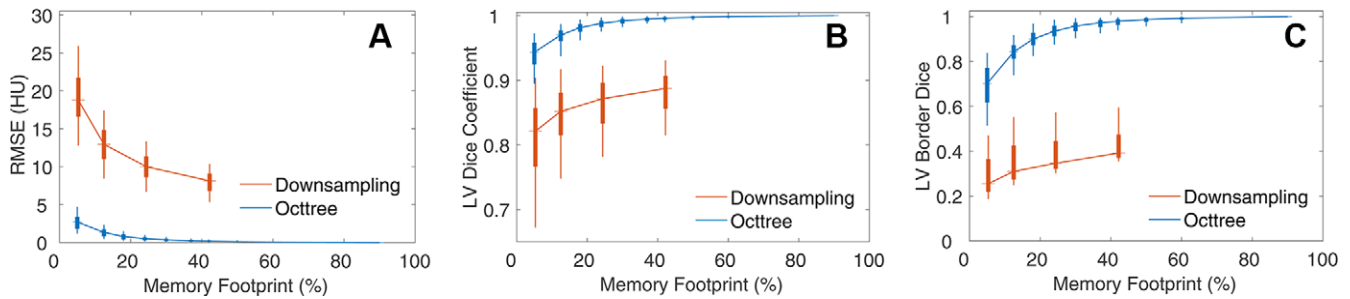 A
RMSE (HU)
30
25
20
15
10
5
0
Downsampling
Octtree
0 20 40 60 80 100
Memory Footprint (%)
B
LV Dice Coefficient
1
0.9
0.8
0.7
Downsampling
Octtree
0 20 40 60 80 100
Memory Footprint (%)
C
LV Border Dice
1
0.8
0.6
0.4
0.2
0
Downsampling
Octtree
0 20 40 60 80 100
Memory Footprint (%)